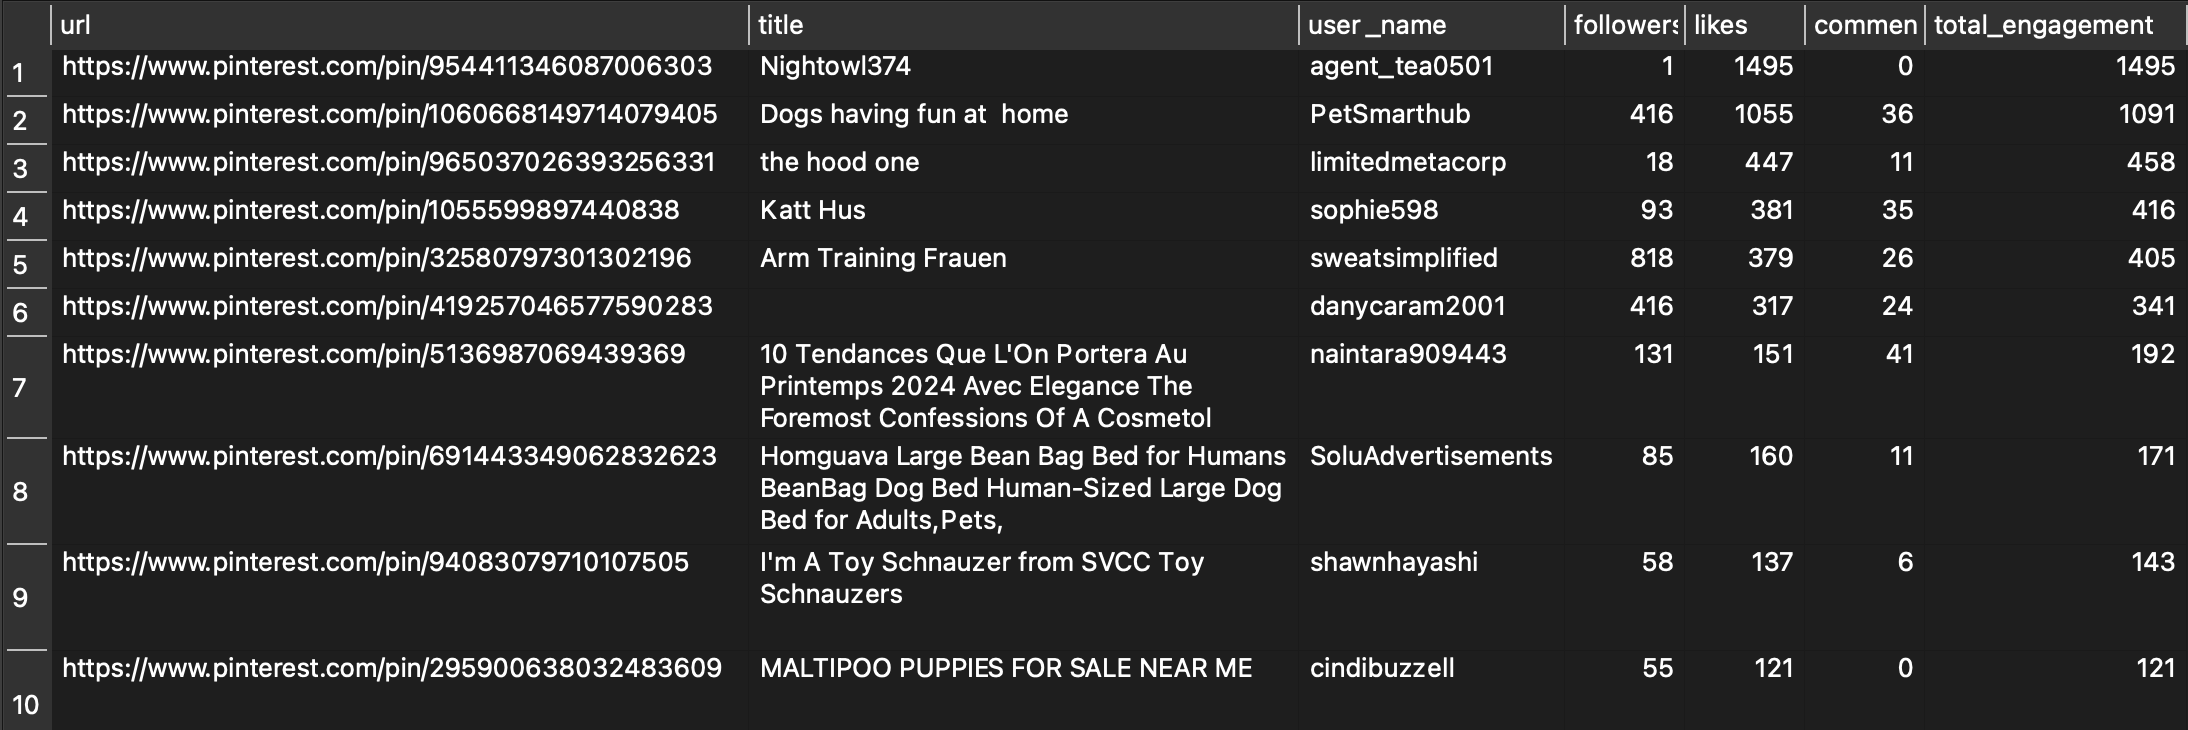 url title user_name followers likes commen total_engagement
1 https://www.pinterest.com/pin/954411346087006303 Nightowl374 agent_tea0501 1 1495 0 1495
2 https://www.pinterest.com/pin/1060668149714079405 Dogs having fun at  home PetSmarthub 416 1055 36 1091
3 https://www.pinterest.com/pin/965037026393256331 the hood one limitedmetacorp 18 447 11 458
4 https://www.pinterest.com/pin/1055599897440838 Katt Hus sophie598 93 381 35 416
5 https://www.pinterest.com/pin/32580797301302196 Arm Training Frauen sweatsimplified 818 379 26 405
6 https://www.pinterest.com/pin/419257046577590283 danycaram2001 416 317 24 341
7 https://www.pinterest.com/pin/5136987069439369 10 Tendances Que L'On Portera Au naintara909443 131 151 41 192
Printemps 2024 Avec Elegance The
Foremost Confessions Of A Cosmetol
8 https://www.pinterest.com/pin/691443349062832623 Homguava Large Bean Bag Bed for Humans SoluAdvertisements 85 160 11 171
BeanBag Dog Bed Human-Sized Large Dog
Bed for Adults,Pets,
9 https://www.pinterest.com/pin/94083079710107505 I'm A Toy Schnauzer from SVCC Toy shawnhayashi 58 137 6 143
Schnauzers
10 https://www.pinterest.com/pin/295900638032483609 MALTIPOO PUPPIES FOR SALE NEAR ME cindibuzzell 55 121 0 121